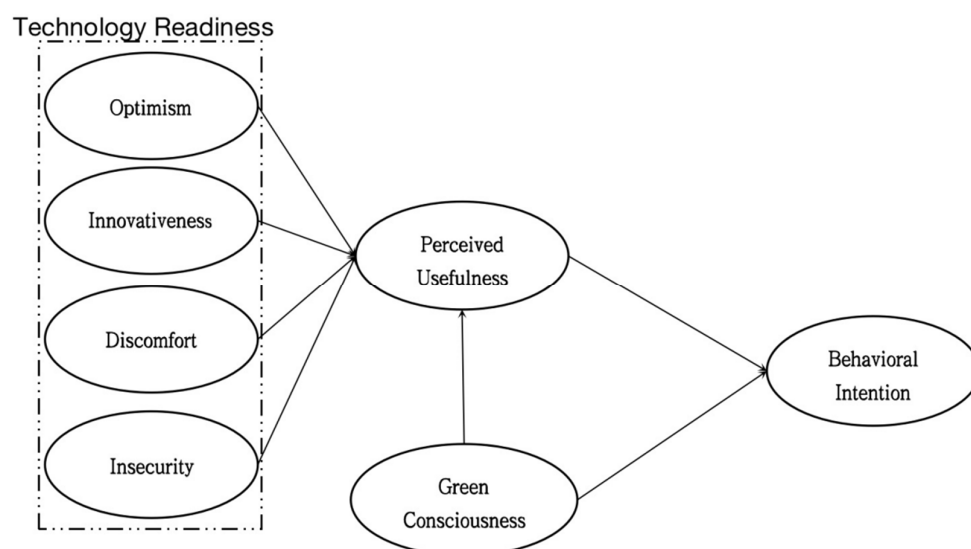 Technology Readiness
Optimism
Innovativeness
Discomfort
Insecurity
Perceived
Usefulness
Green
Consciousness
Behavioral
Intention